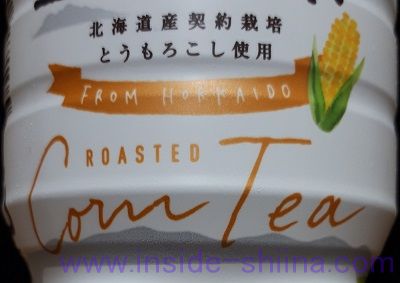 北海道産契約栽培
とうもろこし使用
FROM HOKKAIDO
ROASTED
Corn Tea
www.inside-shiina.com